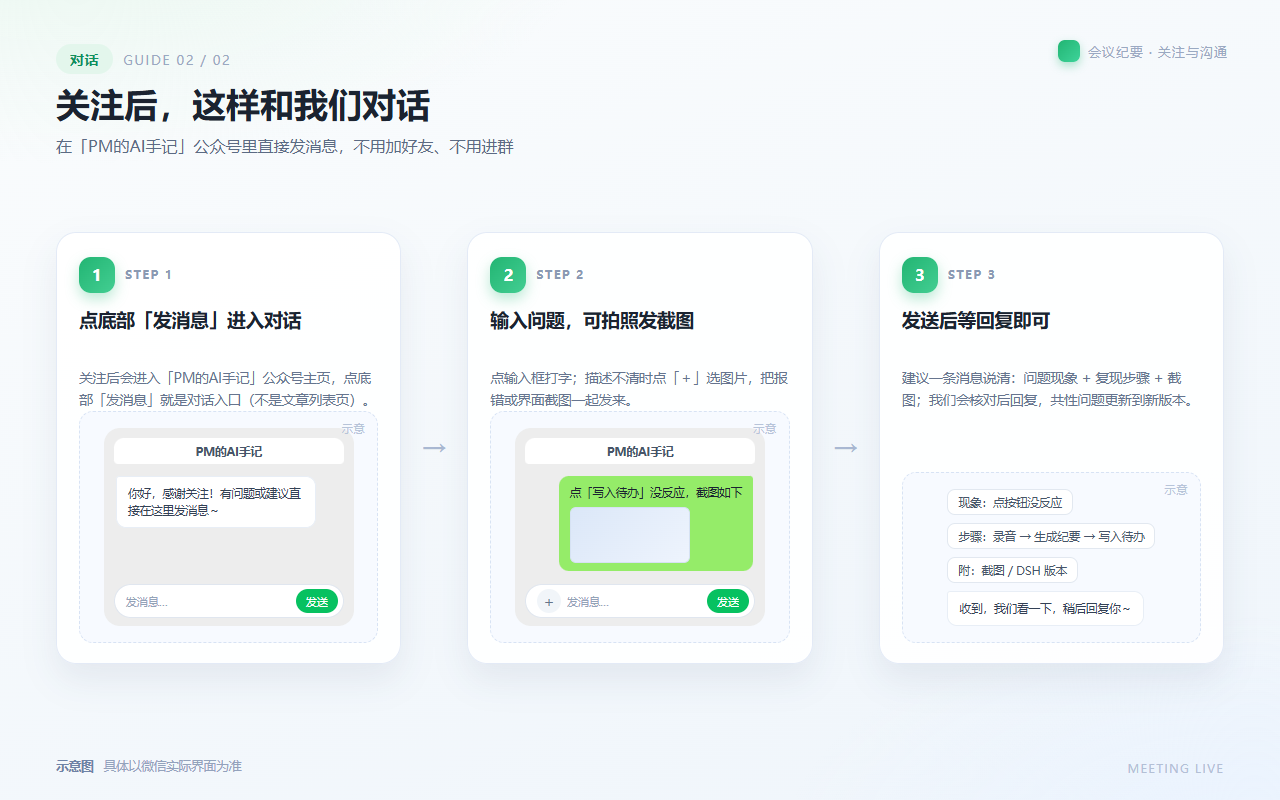 对话 GUIDE 02 / 02
会议纪要 · 关注与沟通
关注后，这样和我们对话
在「PM的AI手记」公众号里直接发消息，不用加好友、不用进群
1 STEP 1
点底部「发消息」进入对话
关注后会进入「PM的AI手记」公众号主页，点底
部「发消息」就是对话入口（不是文章列表页）。
示意
PM的AI手记
你好，感谢关注！有问题或建议直
接在这里发消息～
发消息...
发送
→
2 STEP 2
输入问题，可拍照发截图
点输入框打字；描述不清时点「+」选图片，把报
错或界面截图一起发来。
示意
PM的AI手记
点「写入待办」没反应，截图如下
+ 发消息...
发送
→
3 STEP 3
发送后等回复即可
建议一条消息说清：问题现象 + 复现步骤 + 截
图；我们会核对后回复，共性问题更新到新版本。
示意
现象：点按钮没反应
步骤：录音 → 生成纪要 → 写入待办
附：截图 / DSH 版本
收到，我们看一下，稍后回复你～
示意图 具体以微信实际界面为准
MEETING LIVE